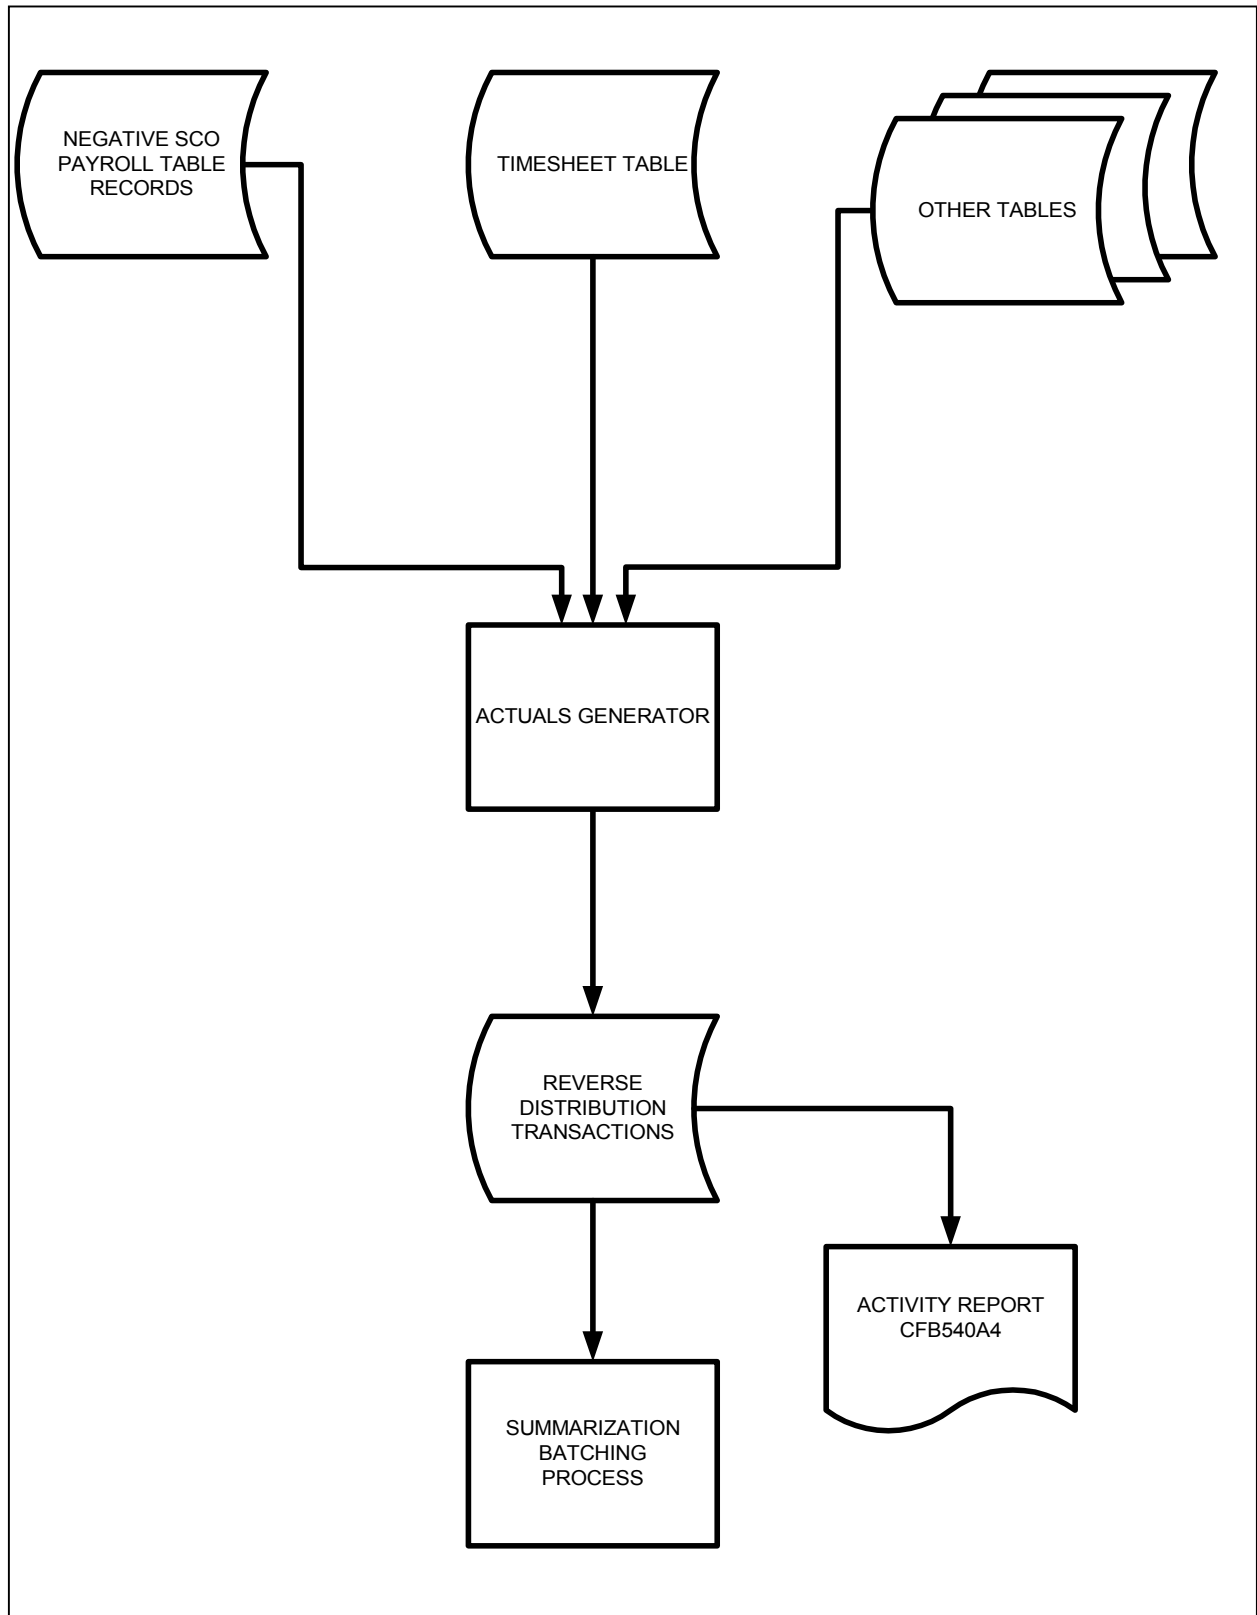 NEGATIVE SCO
PAYROLL TABLE
RECORDS
TIMESHEET TABLE
OTHER TABLES
ACTUALS GENERATOR
REVERSE
DISTRIBUTION
TRANSACTIONS
ACTIVITY REPORT
CFB540A4
SUMMARIZATION
BATCHING
PROCESS